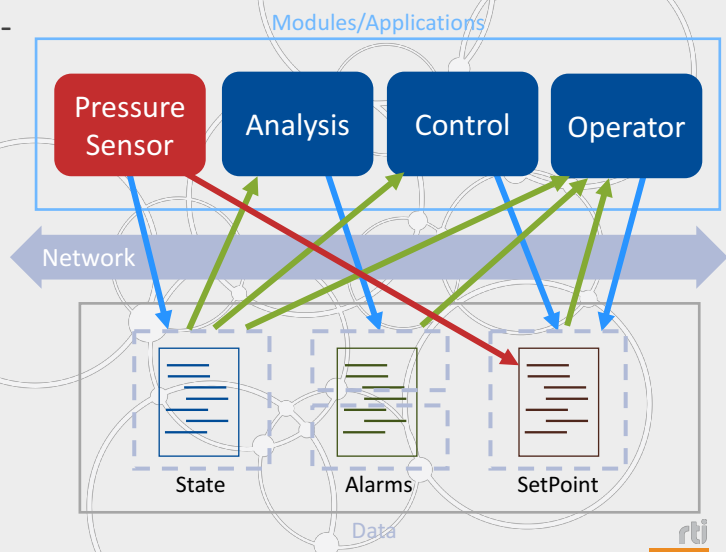 -
Modules/Applications
Pressure
Sensor
Analysis
Control
Operator
Network
State
Alarms
SetPoint
Data
rti